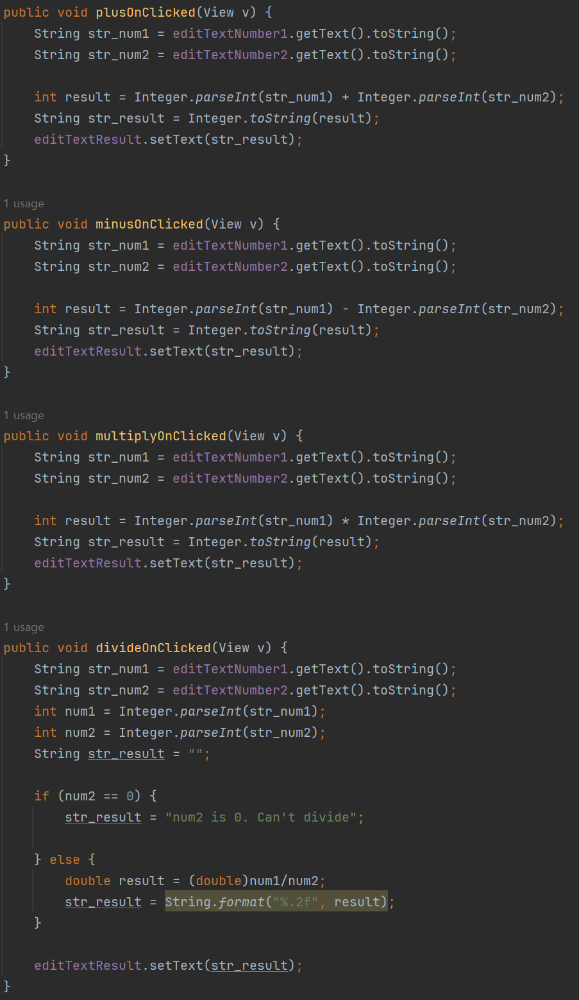 public void plusOnClicked(View v) {
    String str_num1 = editTextNumber1.getText().toString();
    String str_num2 = editTextNumber2.getText().toString();

    int result = Integer.parseInt(str_num1) + Integer.parseInt(str_num2);
    String str_result = Integer.toString(result);
    editTextResult.setText(str_result);
}

1 usage
public void minusOnClicked(View v) {
    String str_num1 = editTextNumber1.getText().toString();
    String str_num2 = editTextNumber2.getText().toString();

    int result = Integer.parseInt(str_num1) - Integer.parseInt(str_num2);
    String str_result = Integer.toString(result);
    editTextResult.setText(str_result);
}

1 usage
public void multiplyOnClicked(View v) {
    String str_num1 = editTextNumber1.getText().toString();
    String str_num2 = editTextNumber2.getText().toString();

    int result = Integer.parseInt(str_num1) * Integer.parseInt(str_num2);
    String str_result = Integer.toString(result);
    editTextResult.setText(str_result);
}

1 usage
public void divideOnClicked(View v) {
    String str_num1 = editTextNumber1.getText().toString();
    String str_num2 = editTextNumber2.getText().toString();
    int num1 = Integer.parseInt(str_num1);
    int num2 = Integer.parseInt(str_num2);
    String str_result = "";

    if (num2 == 0) {
        str_result = "num2 is 0. Can't divide";

    } else {
        double result = (double)num1/num2;
        str_result = String.format("%.2f", result);
    }

    editTextResult.setText(str_result);
}